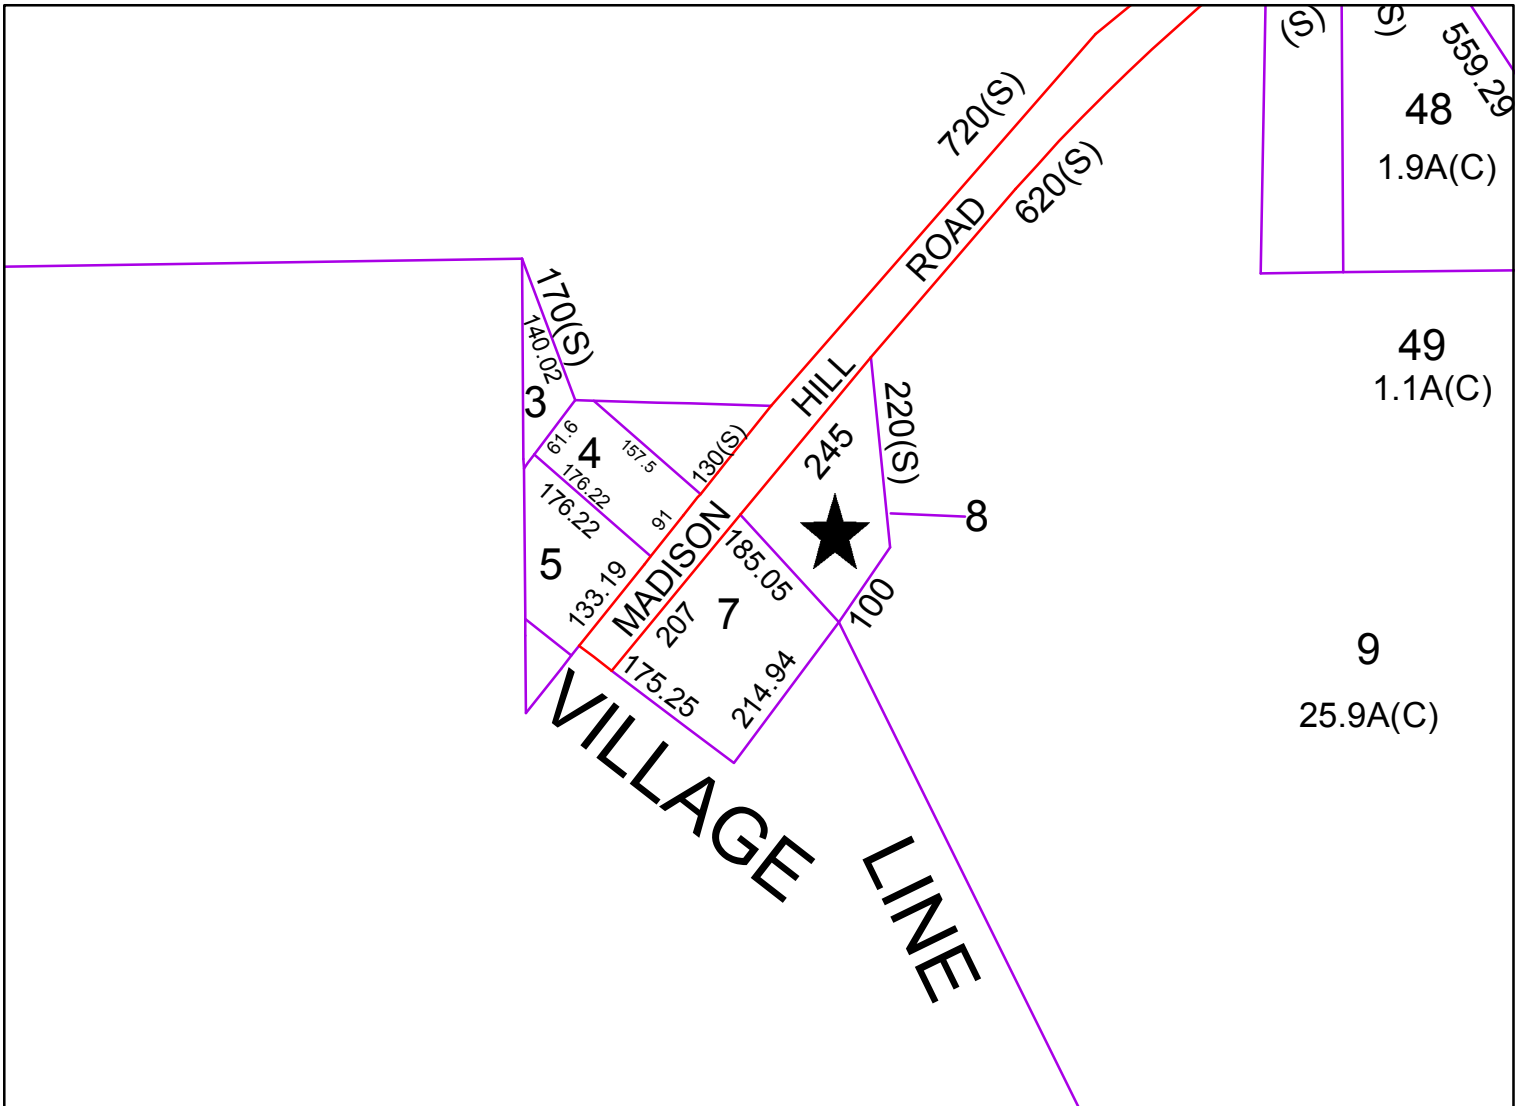 (S)
S)
559.29
48
1.9A(C)
720(S)
620(S)
MADISON HILL ROAD
170(S)
140.02
3
61.6
4
157.5
130(S)
176.22
176.22
91
5
133.19
245
220(S)
8
185.05
100
207
7
175.25
214.94
49
1.1A(C)
9
25.9A(C)
VILLAGE LINE